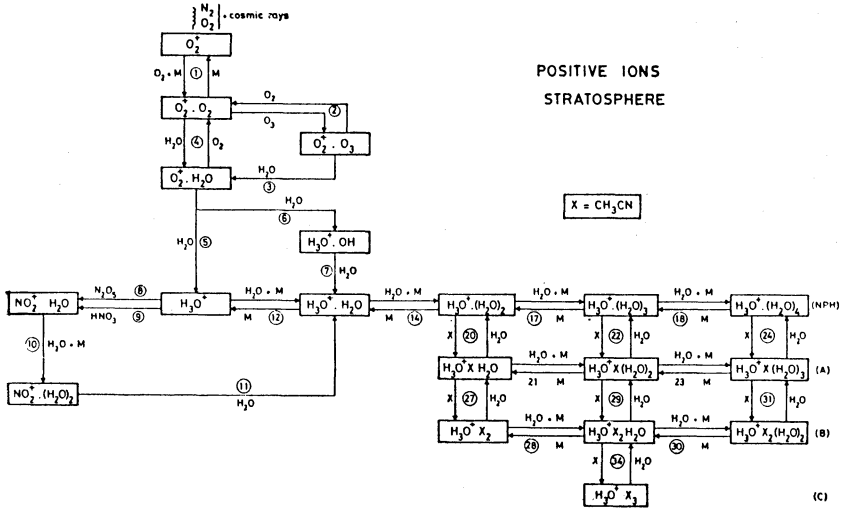 N₂
O₂ + cosmic rays
O₂⁺
O₂ + M ① M
POSITIVE IONS
STRATOSPHERE
O₂⁺ . O₂
O₂
②
O₃
O₂⁺ . O₃
H₂O ④ O₂
O₂⁺ . H₂O
H₂O
③
X = CH₃CN
H₂O
⑥
H₃O⁺ . OH
H₂O ⑤
⑦ H₂O
NO₂⁺ H₂O
N₂O₅ ⑧
HNO₃ ⑨
H₃O⁺
H₂O + M
M ⑫
H₃O⁺ . H₂O
H₂O + M
M ⑭
H₃O⁺ . (H₂O)₂
H₂O + M
⑰ M
H₃O⁺ . (H₂O)₃
H₂O + M
⑱ M
H₃O⁺ . (H₂O)₄
(NPH)
⑩ H₂O + M
X ⑳ H₂O
X ㉒ H₂O
X ㉔ H₂O
H₃O⁺ X H₂O
H₂O + M
21 M
H₃O⁺ X (H₂O)₂
H₂O + M
23 M
H₃O⁺ X (H₂O)₃
(A)
NO₂⁺ . (H₂O)₂
⑪
H₂O
X ㉗ H₂O
X ㉙ H₂O
X ㉛ H₂O
H₃O⁺ X₂
H₂O + M
㉘ M
H₃O⁺ X₂ H₂O
H₂O + M
㉚ M
H₃O⁺ X₂ (H₂O)₂
(B)
X ㉞ H₂O
H₃O⁺ X₃
(C)